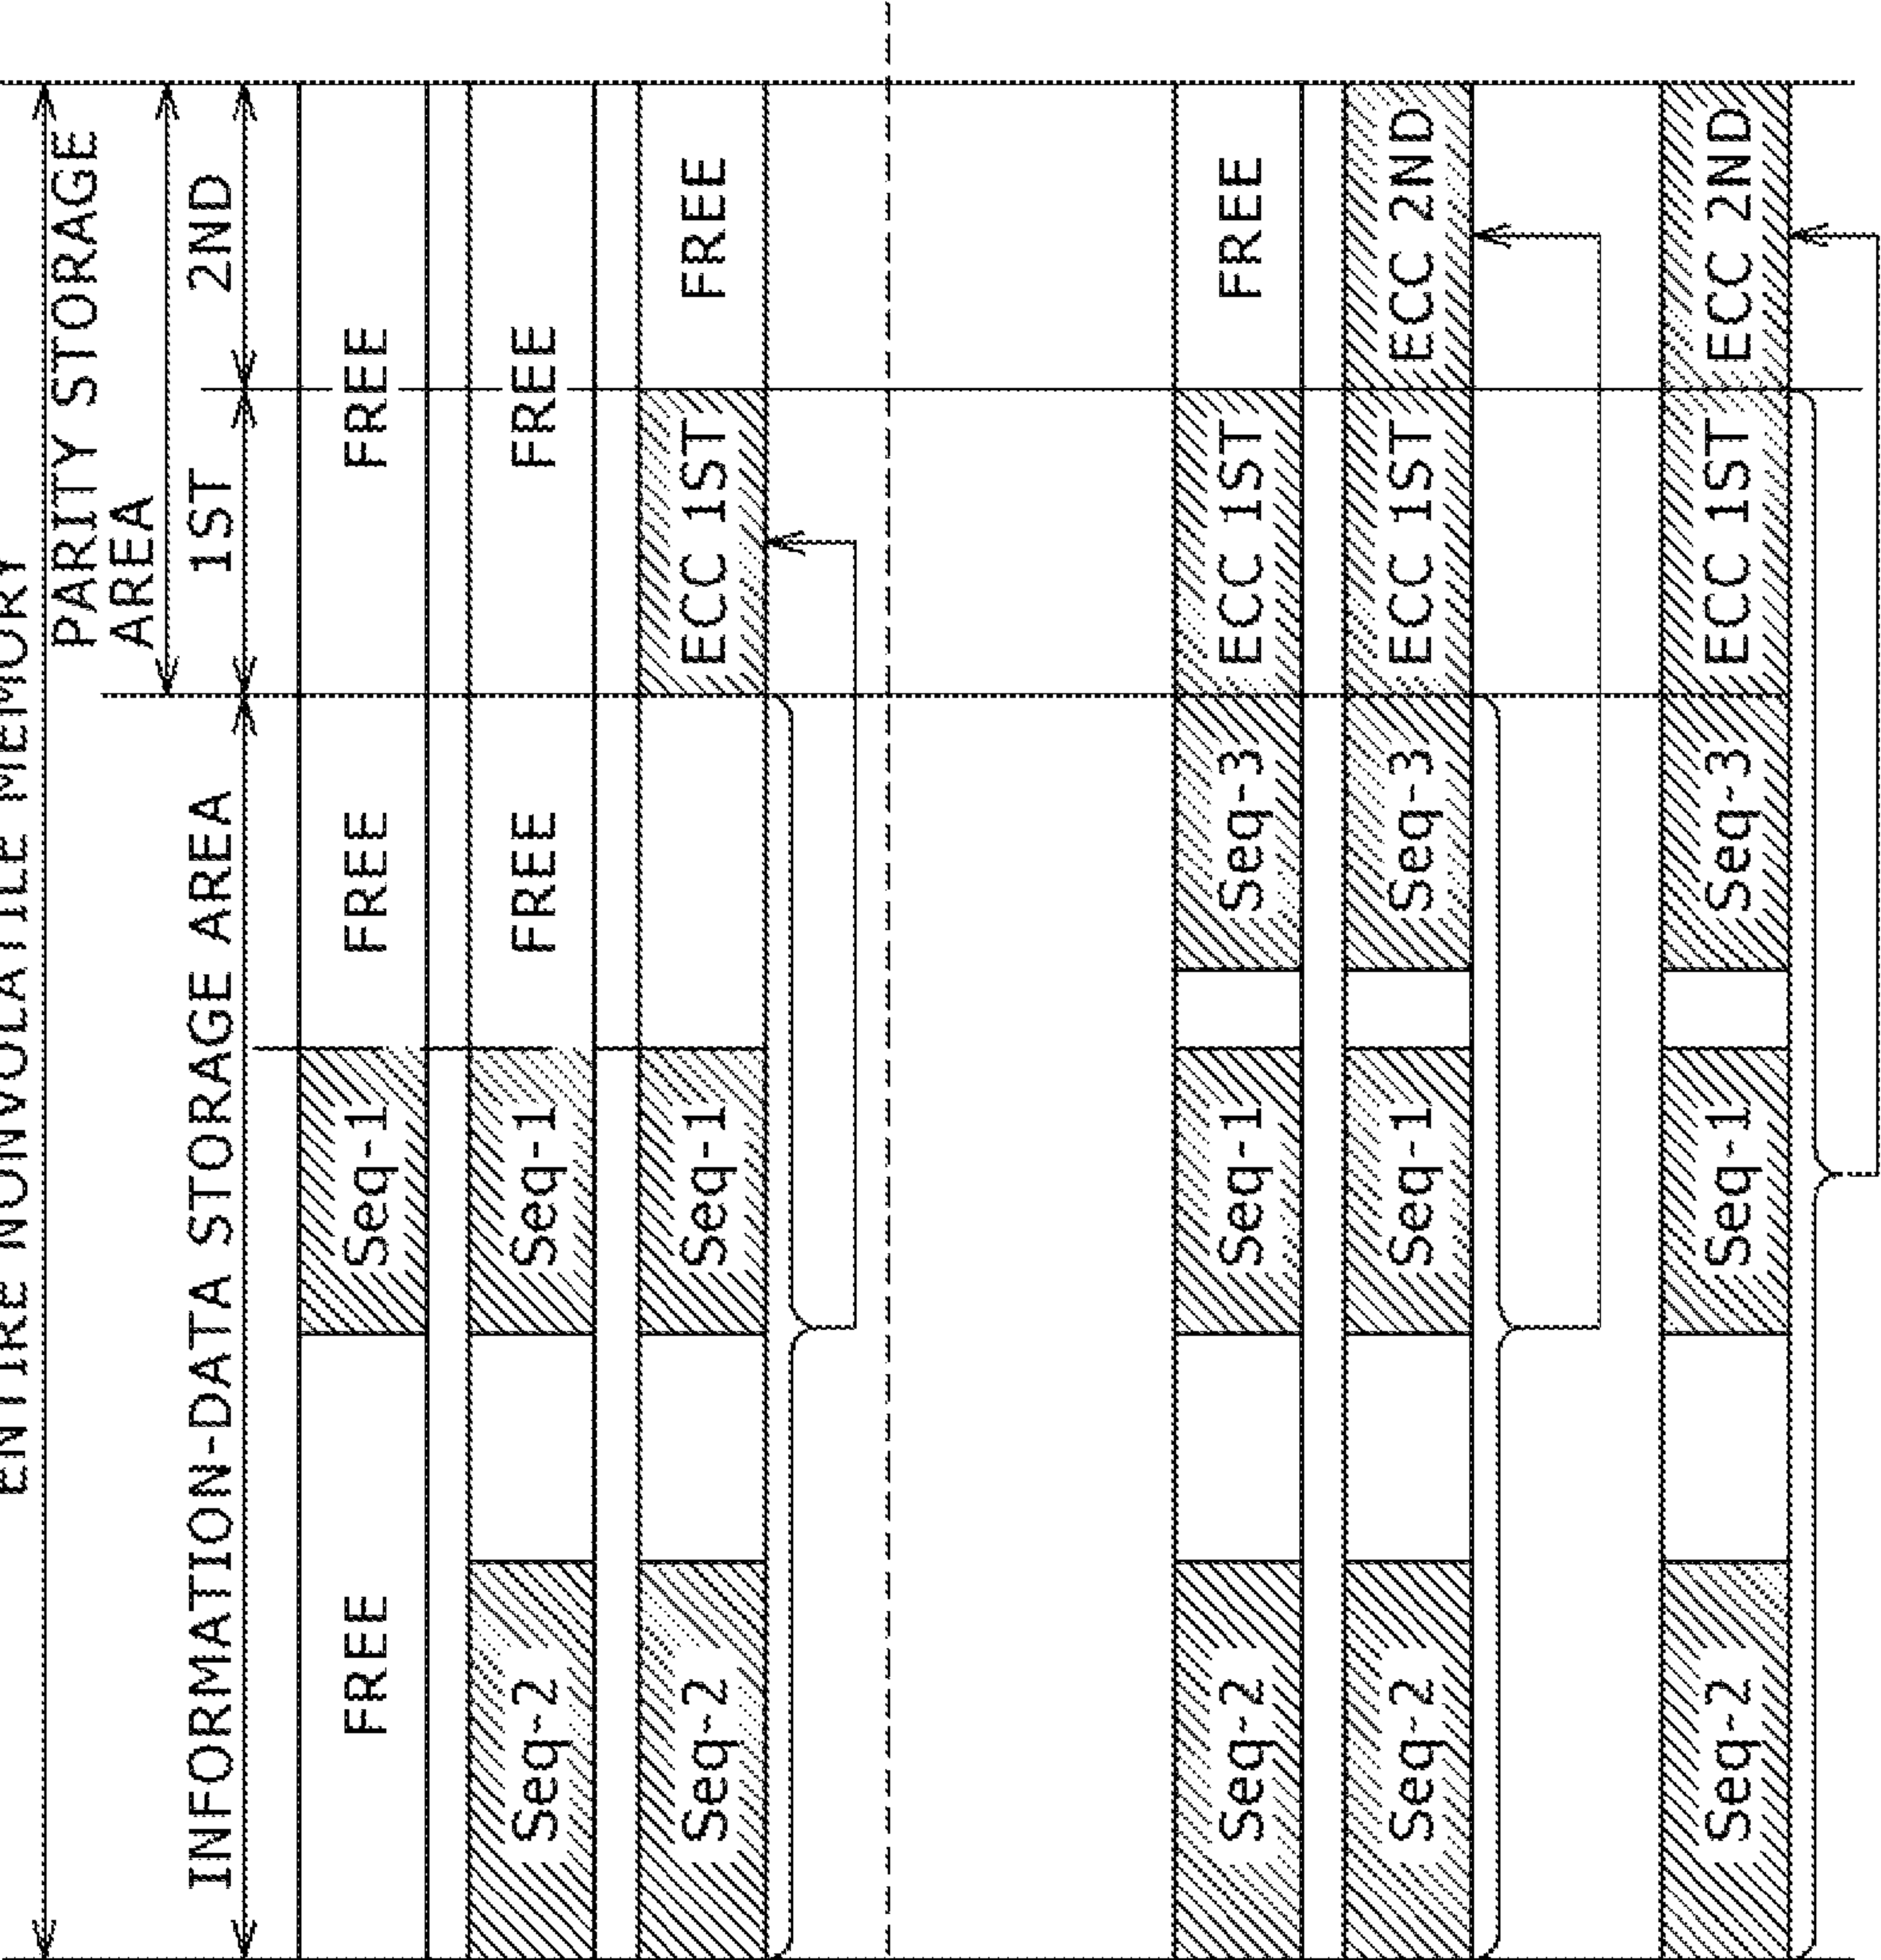 ENTIRE NONVOLATILE MEMORY
PARITY STORAGE
AREA
INFORMATION-DATA STORAGE AREA
1ST
2ND
FREE
Seq-1
FREE
FREE
Seq-2
Seq-1
FREE
FREE
Seq-2
Seq-1
ECC 1ST
FREE
Seq-2
Seq-1
Seq-3
ECC 1ST
FREE
Seq-2
Seq-1
Seq-3
ECC 1ST
ECC 2ND
Seq-2
Seq-1
Seq-3
ECC 1ST
ECC 2ND